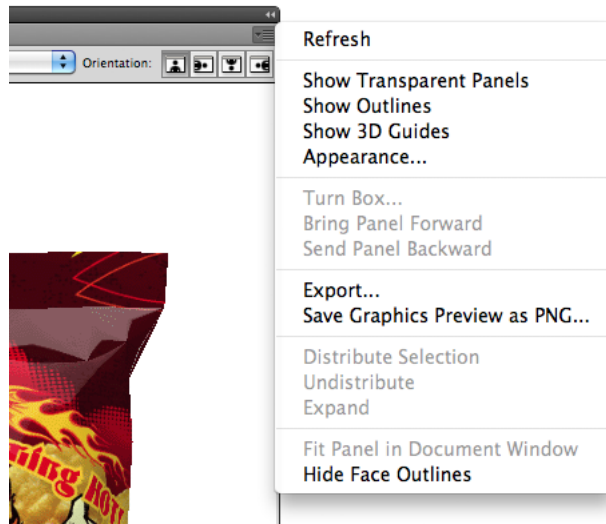 Orientation:
Refresh
Show Transparent Panels
Show Outlines
Show 3D Guides
Appearance...
Turn Box...
Bring Panel Forward
Send Panel Backward
Export...
Save Graphics Preview as PNG...
Distribute Selection
Undistribute
Expand
Fit Panel in Document Window
Hide Face Outlines
ning HOT!